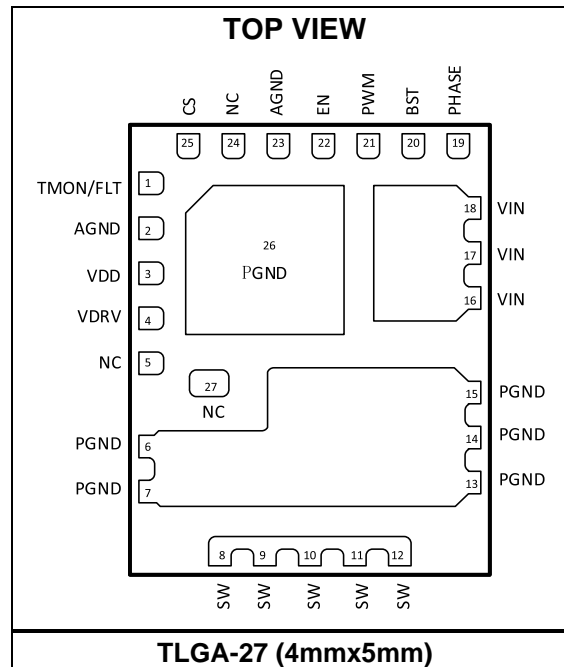 TOP VIEW
CS NC AGND EN PWM BST PHASE
25 24 23 22 21 20 19
TMON/FLT 1
AGND 2
VDD 3
VDRV 4
NC 5
26
PGND
18 VIN
17 VIN
16 VIN
27
NC
15 PGND
14 PGND
13 PGND
PGND 6
PGND 7
8 9 10 11 12
SW SW SW SW SW
TLGA-27 (4mmx5mm)